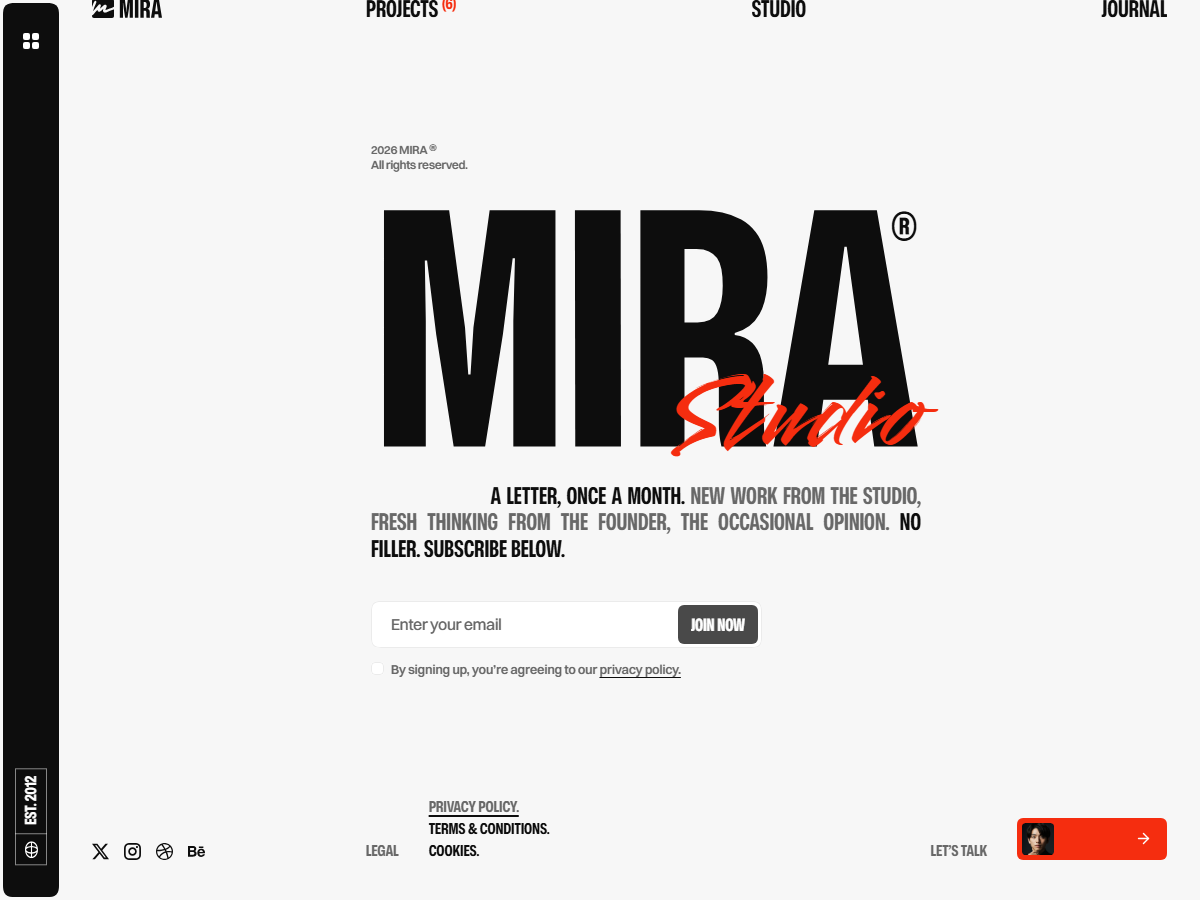 MIRA
PROJECTS (6)
STUDIO
JOURNAL
2026 MIRA ®
All rights reserved.
MIRA®
Studio
A LETTER, ONCE A MONTH. NEW WORK FROM THE STUDIO,
FRESH THINKING FROM THE FOUNDER, THE OCCASIONAL OPINION. NO
FILLER. SUBSCRIBE BELOW.
Enter your email
JOIN NOW
By signing up, you're agreeing to our privacy policy.
EST. 2012
Bē
LEGAL
PRIVACY POLICY.
TERMS & CONDITIONS.
COOKIES.
LET'S TALK